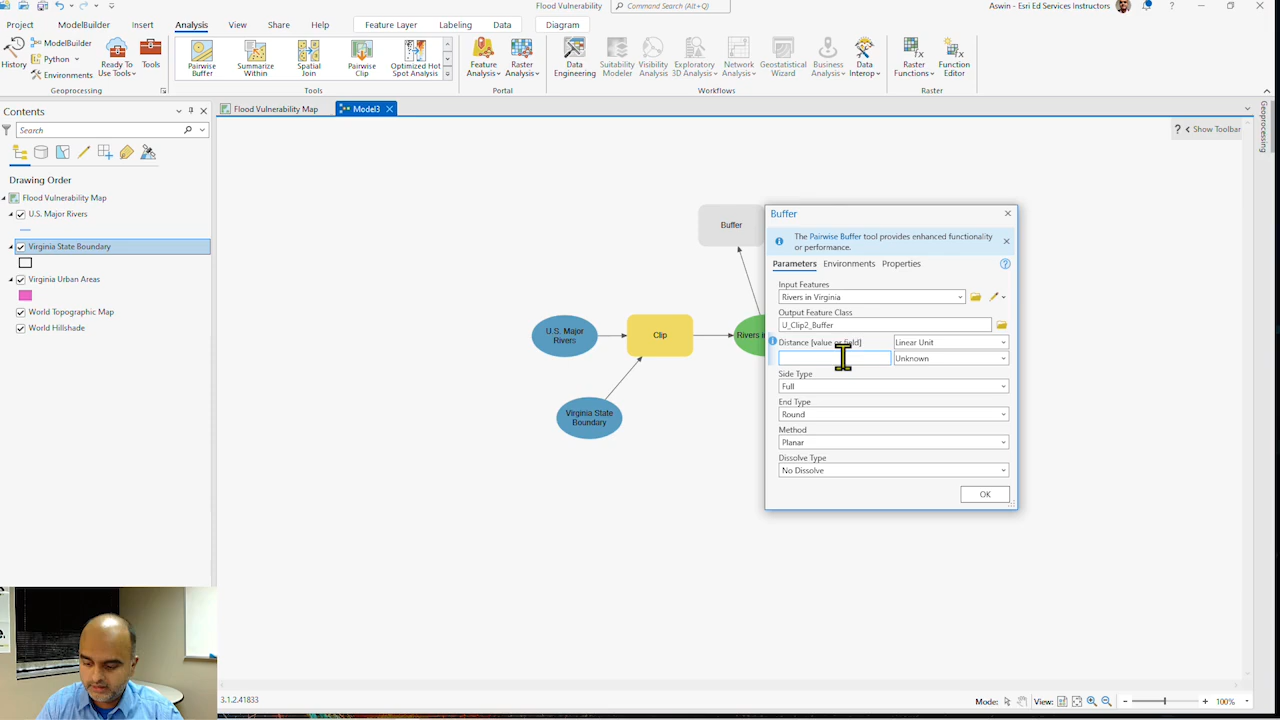 Flood Vulnerability
Command Search (Alt+Q)
Aswin - Esri Ed Services Instructors
Project
ModelBuilder
Insert
Analysis
View
Share
Help
Feature Layer
Labeling
Data
Diagram
History
ModelBuilder
Python
Environments
Ready To
Use Tools
Tools
Geoprocessing
Pairwise
Buffer
Summarize
Within
Spatial
Join
Pairwise
Clip
Optimized Hot
Spot Analysis
Tools
Feature
Analysis
Raster
Analysis
Portal
Data
Engineering
Suitability
Modeler
Visibility
Analysis
Exploratory
3D Analysis
Network
Analysis
Geostatistical
Wizard
Business
Analysis
Data
Interop
Workflows
Raster
Functions
Function
Editor
Raster
Contents
Search
Drawing Order
Flood Vulnerability Map
U.S. Major Rivers
Virginia State Boundary
Virginia Urban Areas
World Topographic Map
World Hillshade
Flood Vulnerability Map
Model3
? < Show Toolbar
Geoprocessing
Buffer
U.S. Major
Rivers
Clip
Rivers in
Virginia State
Boundary
Buffer
The Pairwise Buffer tool provides enhanced functionality
or performance.
Parameters
Environments
Properties
Input Features
Rivers in Virginia
Output Feature Class
U_Clip2_Buffer
Distance [value or field]
Linear Unit
Unknown
Side Type
Full
End Type
Round
Method
Planar
Dissolve Type
No Dissolve
OK
3.1.2.41833
Mode:
View:
100%